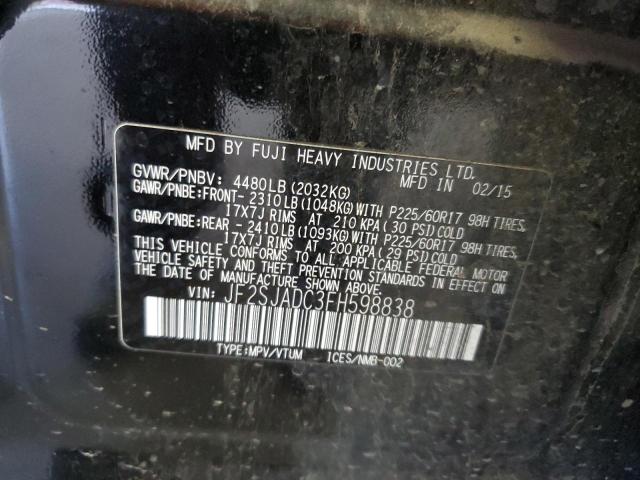 MFD BY FUJI HEAVY INDUSTRIES LTD.
GVWR/PNBV: 4480LB(2032KG) MFD IN 02/15
GAWR/PNBE:FRONT- 2310LB(1048KG)WITH P225/60R17 98H TIRES,
17X7J RIMS AT 210 KPA(30 PSI)COLD
GAWR/PNBE:REAR - 2410LB(1093KG)WITH P225/60R17 98H TIRES,
17X7J RIMS AT 200 KPA(29 PSI)COLD
THIS VEHICLE CONFORMS TO ALL APPLICABLE FEDERAL MOTOR
VEHICLE SAFETY AND THEFT PREVENTION STANDARDS IN EFFECT ON
THE DATE OF MANUFACTURE SHOWN ABOVE.
VIN: JF2SJADC3FH598838
TYPE:MPV/VTUM ICES/NMB-002